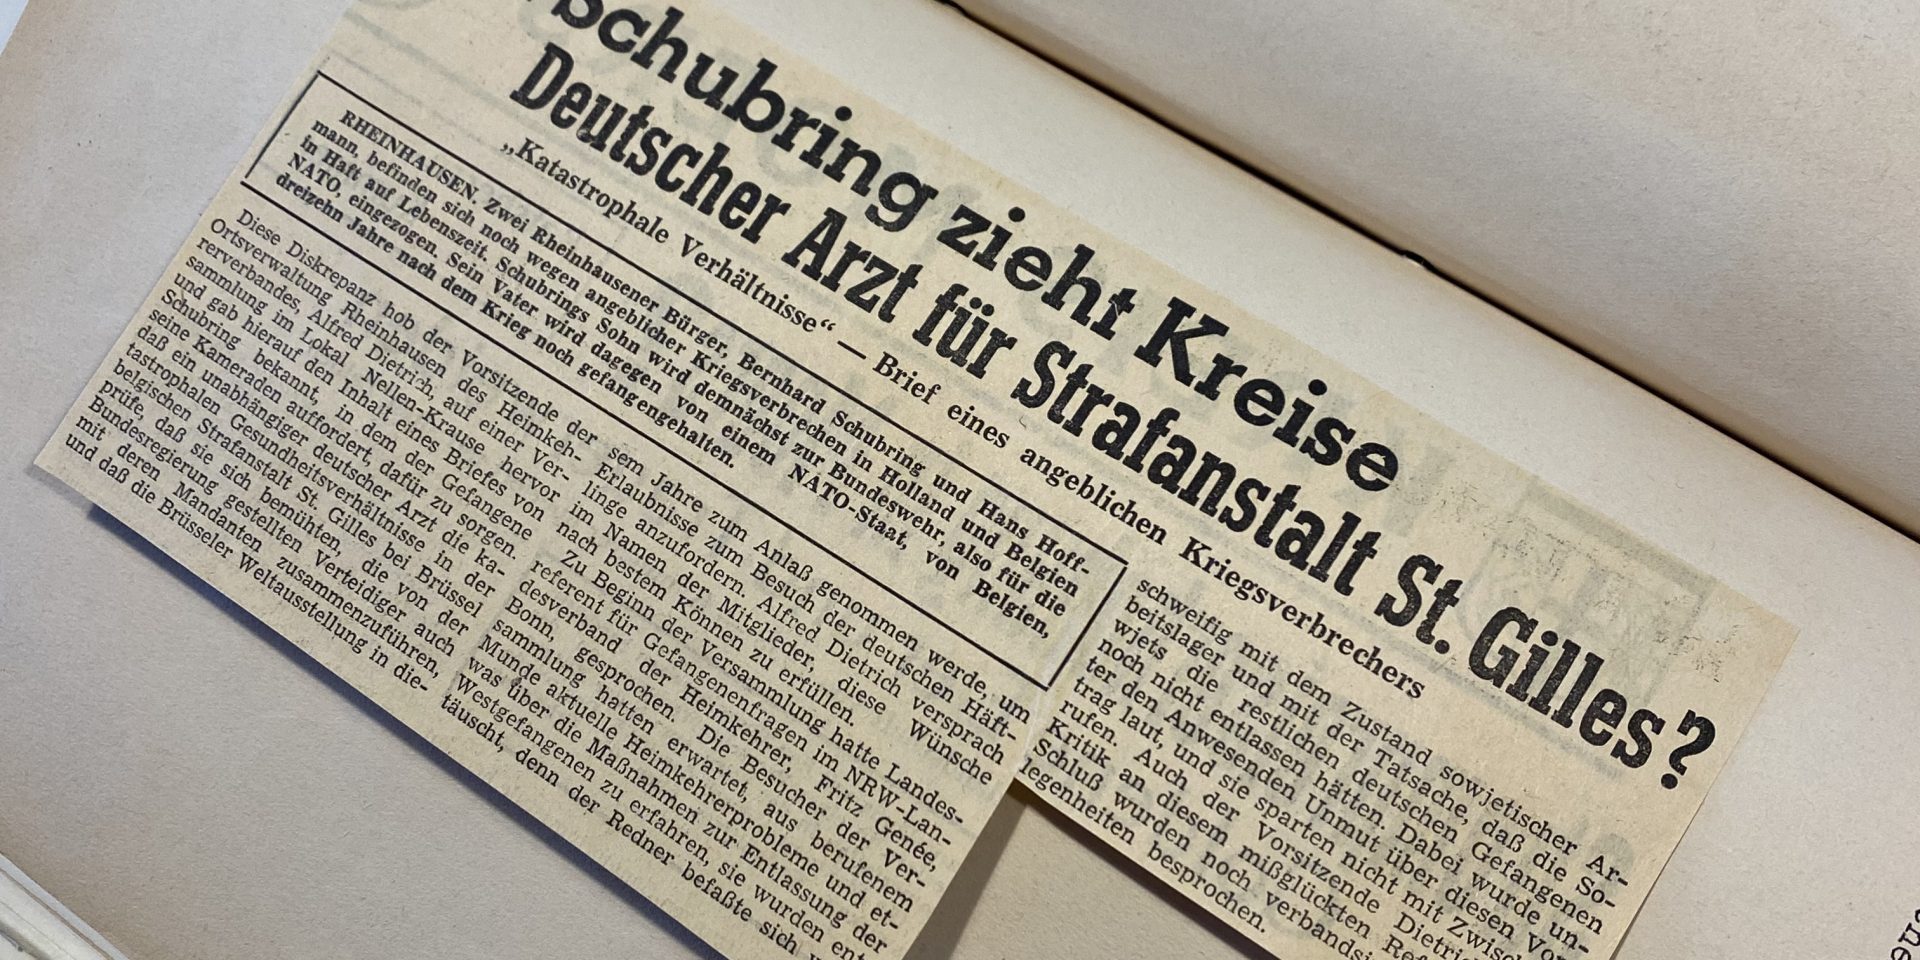 Schubring zieht Kreise
Deutscher Arzt für Strafanstalt St. Gilles?
„Katastrophale Verhältnisse“ — Brief eines angeblichen Kriegsverbrechers
RHEINHAUSEN. Zwei Rheinhausener Bürger, Bernhard Schubring und Hans Hoff-
mann, befinden sich noch wegen angeblicher Kriegsverbrechen in Holland und Belgien
in Haft auf Lebenszeit. Schubrings Sohn wird demnächst zur Bundeswehr, also für die
NATO, eingezogen. Sein Vater wird dagegen von einem NATO-Staat, von Belgien,
dreizehn Jahre nach dem Krieg noch gefangengehalten.
Diese Diskrepanz hob der Vorsitzende der
Ortsverwaltung Rheinhausen des Heimkeh-
rerverbandes, Alfred Dietrich, auf einer Ver-
sammlung im Lokal Nellen-Krause hervor
und gab hierauf den Inhalt eines Briefes von
Schubring bekannt, in dem der Gefangene
seine Kameraden auffordert, dafür zu sorgen,
daß ein unabhängiger deutscher Arzt die ka-
tastrophalen Gesundheitsverhältnisse in der
belgischen Strafanstalt St. Gilles bei Brüssel
prüfe, daß sie sich bemühten, die von der
Bundesregierung gestellten Verteidiger auch
mit deren Mandanten zusammenzuführen,
und daß die Brüsseler Weltausstellung in die-
sem Jahre zum Anlaß genommen werde, um
Erlaubnisse zum Besuch der deutschen Häft-
linge anzufordern. Alfred Dietrich versprach
im Namen der Mitglieder, diese Wünsche
nach bestem Können zu erfüllen.
Zu Beginn der Versammlung hatte Landes-
referent für Gefangenenfragen im NRW-Lan-
desverband der Heimkehrer, Fritz Genée,
Bonn, gesprochen. Die Besucher der Ver-
sammlung hatten erwartet, aus berufenem
Munde aktuelle Heimkehrerprobleme und et-
was über die Maßnahmen zur Entlassung der
Westgefangenen zu erfahren, sie wurden ent-
täuscht, denn der Redner befaßte sich
schweifig mit dem Zustand sowjetischer Ar-
beitslager und mit der Tatsache, daß die So-
wjets die restlichen deutschen Gefangenen
noch nicht entlassen hätten. Dabei wurde un-
ter den Anwesenden Unmut über diesen Vor-
trag laut, und sie sparten nicht mit
rufen. Auch der Vorsitzende
Kritik an diesem mißglückten
Schluß wurden noch
legenheiten besprochen.